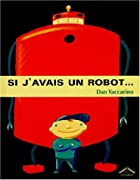 SI J'AVAIS UN ROBOT...
Dan Yaccarino